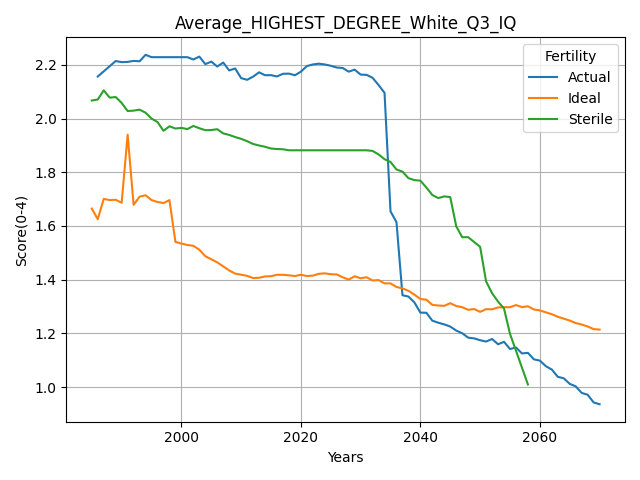 Average_HIGHEST_DEGREE_White_Q3_IQ
Fertility
Actual
Ideal
Sterile
Score(0-4)
2.2
2.0
1.8
1.6
1.4
1.2
1.0
2000
2020
2040
2060
Years